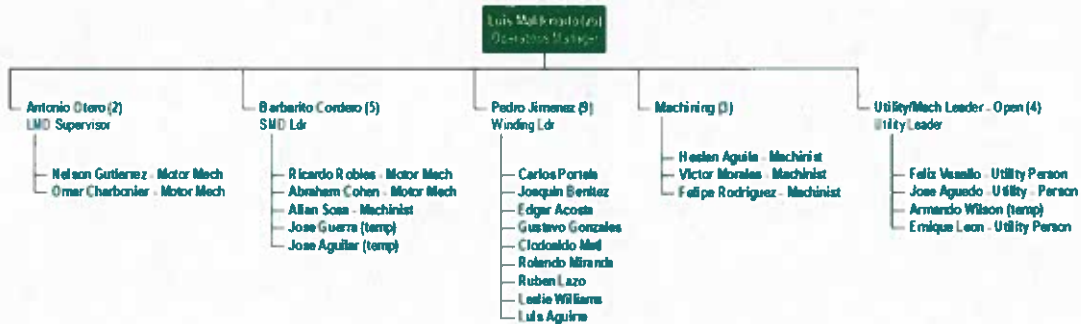 Luis Maldonado
Operations Manager
Antonio Otero (2)
LMD Supervisor
Nelson Gutierrez - Motor Mech
Omar Charbonier - Motor Mech
Barbarito Cordero (5)
SMD Ldr
Ricardo Robles - Motor Mech
Abraham Cohen - Motor Mech
Allan Sosa - Machinist
Jose Guerra (temp)
Jose Aguilar (temp)
Pedro Jimenez (9)
Winding Ldr
Carlos Portela
Joaquin Benitez
Edgar Acosta
Gustavo Gonzales
Clodoaldo
Rolando Miranda
Ruben Lazo
Leslie Williams
Luis Aguirre
Machining (3)
Heslen Aguila - Machinist
Victor Morales - Machinist
Felipe Rodriguez - Machinist
Utility/Mech Leader - Open (4)
Utility Leader
Felix Vasallo - Utility Person
Jose Aguedo - Utility - Person
Armando Wilson (temp)
Enrique Leon - Utility Person